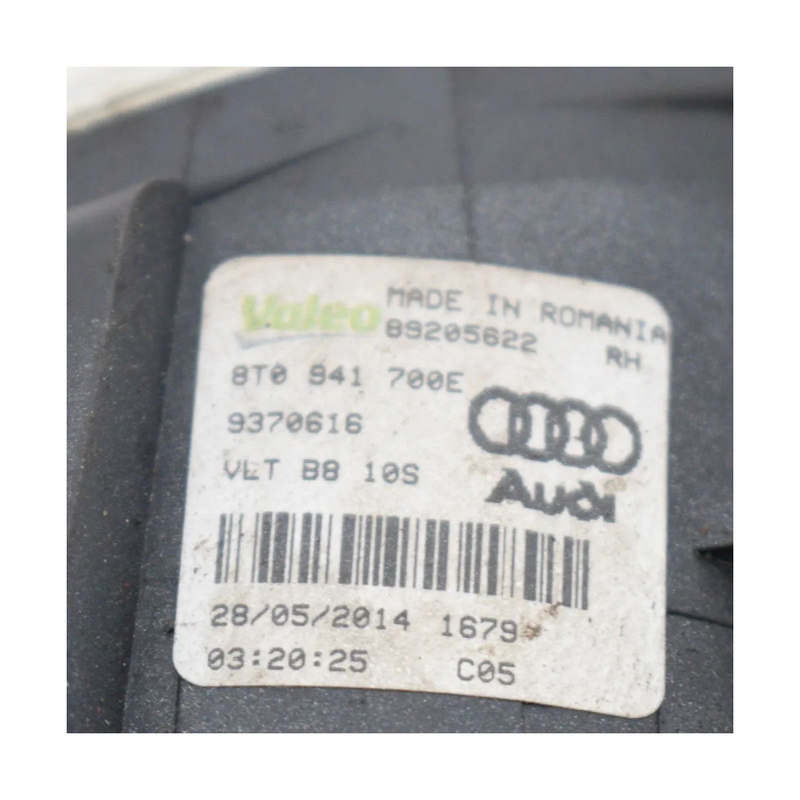 Valeo MADE IN ROMANIA
89205622 RH
8T0 941 700E
9370616
VLT B8 10S
Audi
28/05/2014 1679
03:20:25 C05